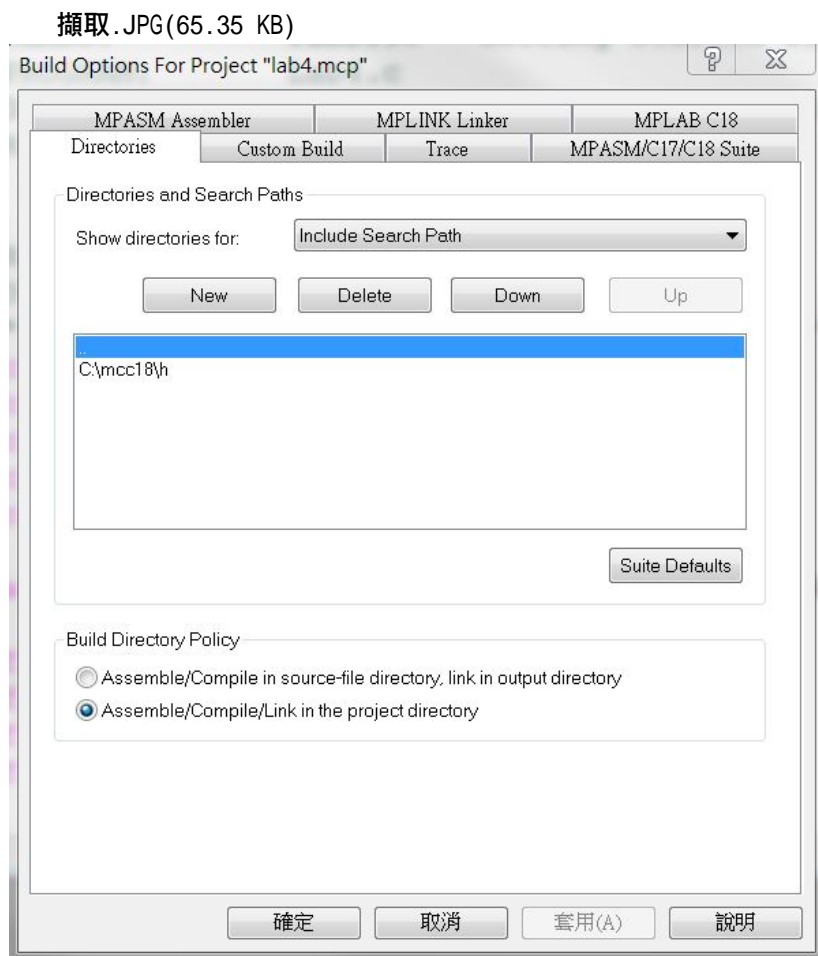 擷取.JPG(65.35 KB)
Build Options For Project "lab4.mcp"
MPASM Assembler MPLINK Linker MPLAB C18
Directories Custom Build Trace MPASM/C17/C18 Suite
Directories and Search Paths
Show directories for: Include Search Path
New Delete Down Up
..
C:\mcc18\h
Suite Defaults
Build Directory Policy
Assemble/Compile in source-file directory, link in output directory
Assemble/Compile/Link in the project directory
確定 取消 套用(A) 說明